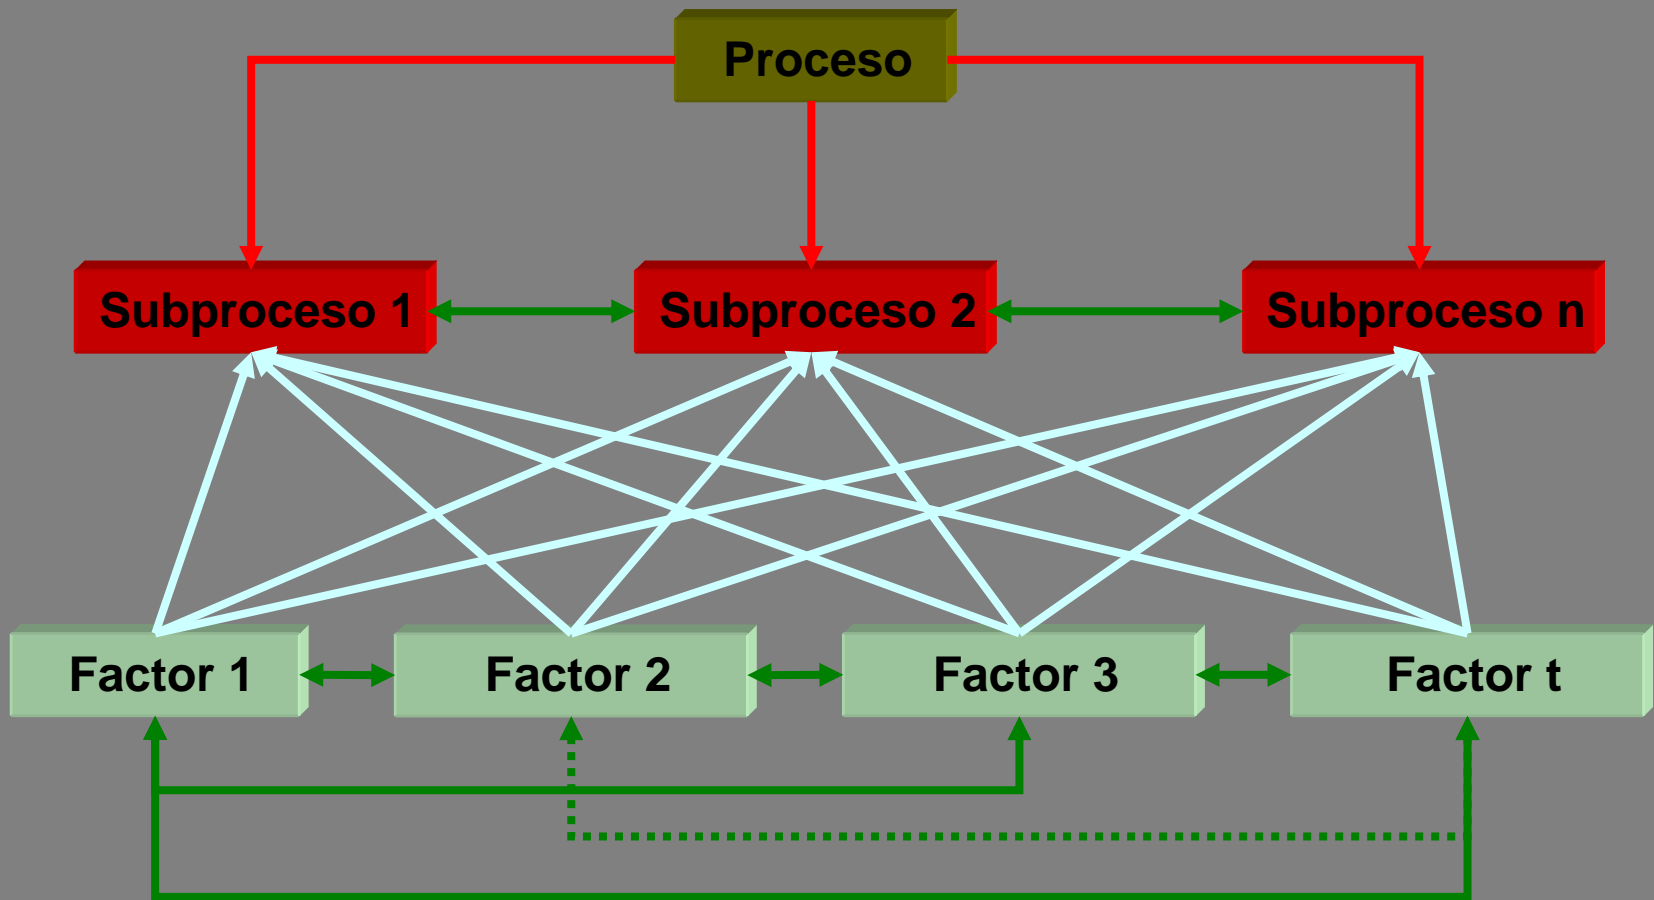 Proceso
Subproceso 1
Subproceso 2
Subproceso n
Factor 1
Factor 2
Factor 3
Factor t